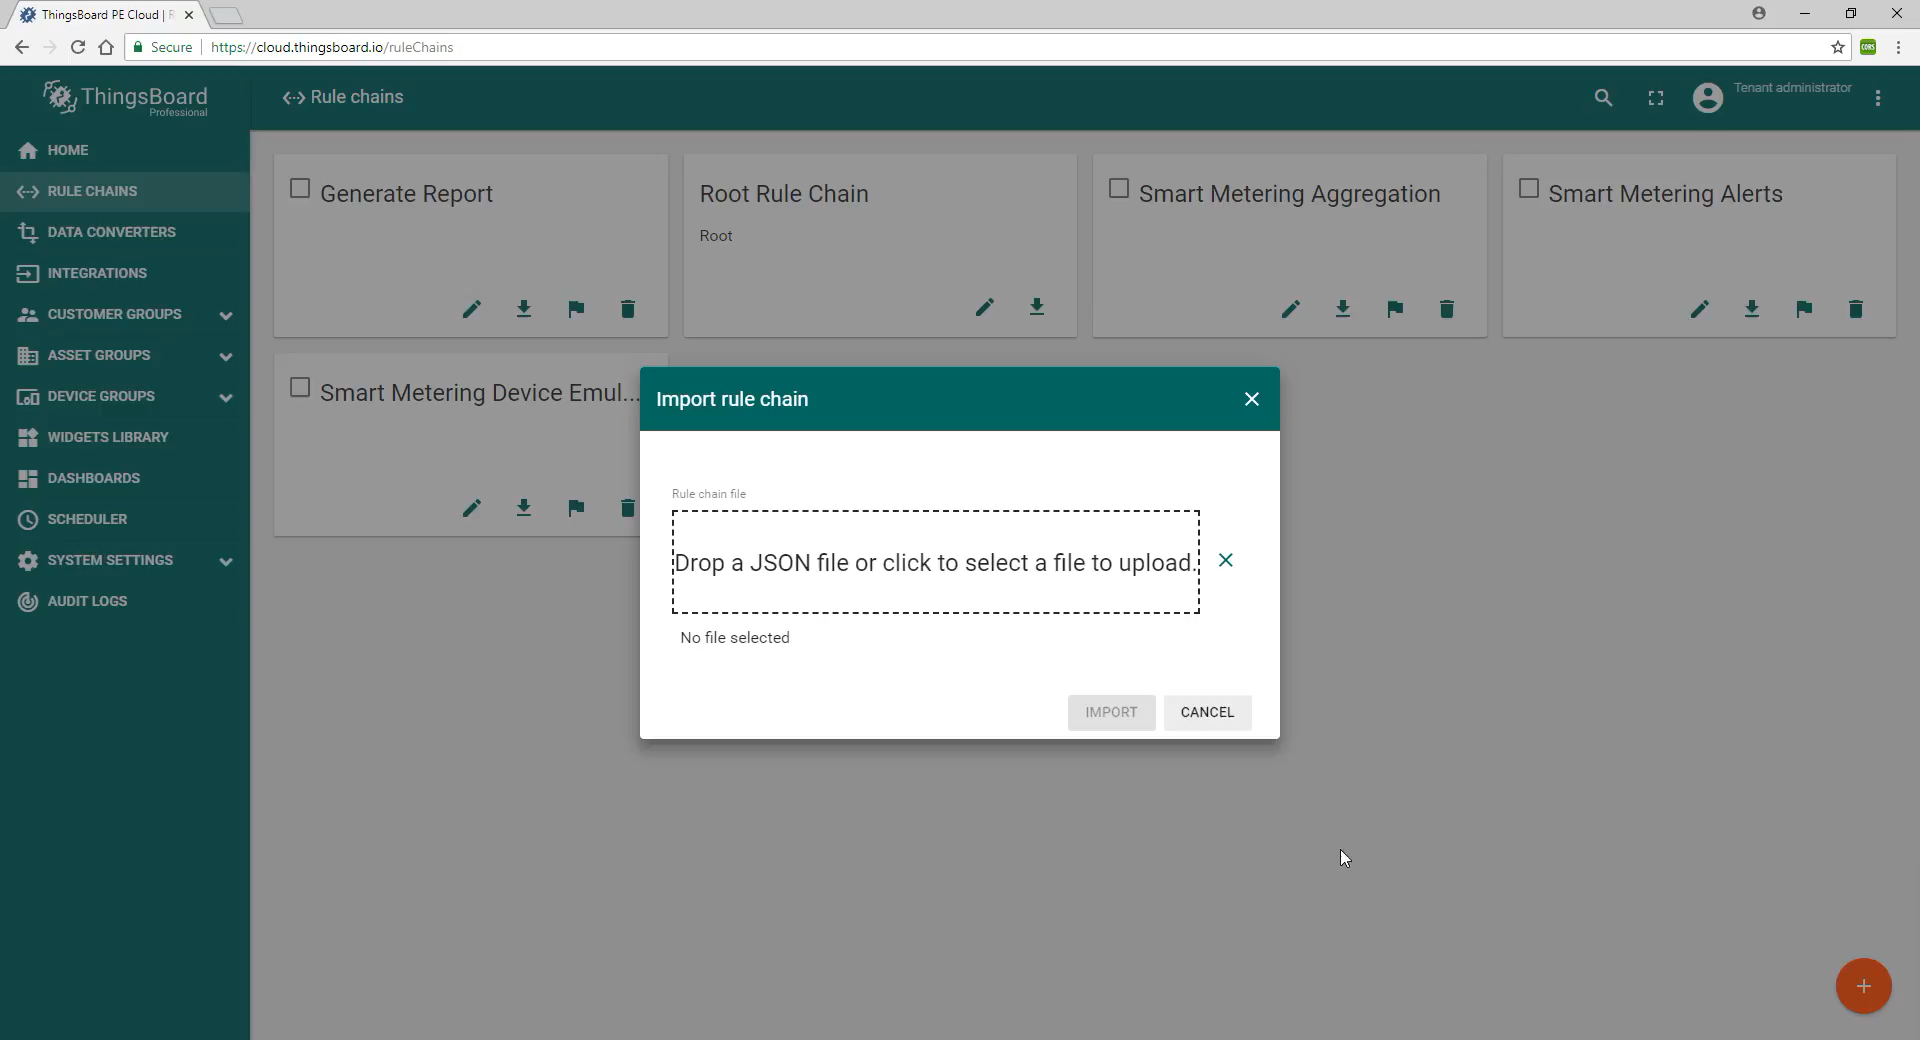 ThingsBoard PE Cloud |
Secure
https://cloud.thingsboard.io/ruleChains
CORS
ThingsBoard
Professional
Rule chains
Tenant administrator
HOME
RULE CHAINS
DATA CONVERTERS
INTEGRATIONS
CUSTOMER GROUPS
ASSET GROUPS
DEVICE GROUPS
WIDGETS LIBRARY
DASHBOARDS
SCHEDULER
SYSTEM SETTINGS
AUDIT LOGS
Generate Report
Root Rule Chain
Root
Smart Metering Aggregation
Smart Metering Alerts
Smart Metering Device Emul...
Import rule chain
Rule chain file
Drop a JSON file or click to select a file to upload.
No file selected
IMPORT
CANCEL